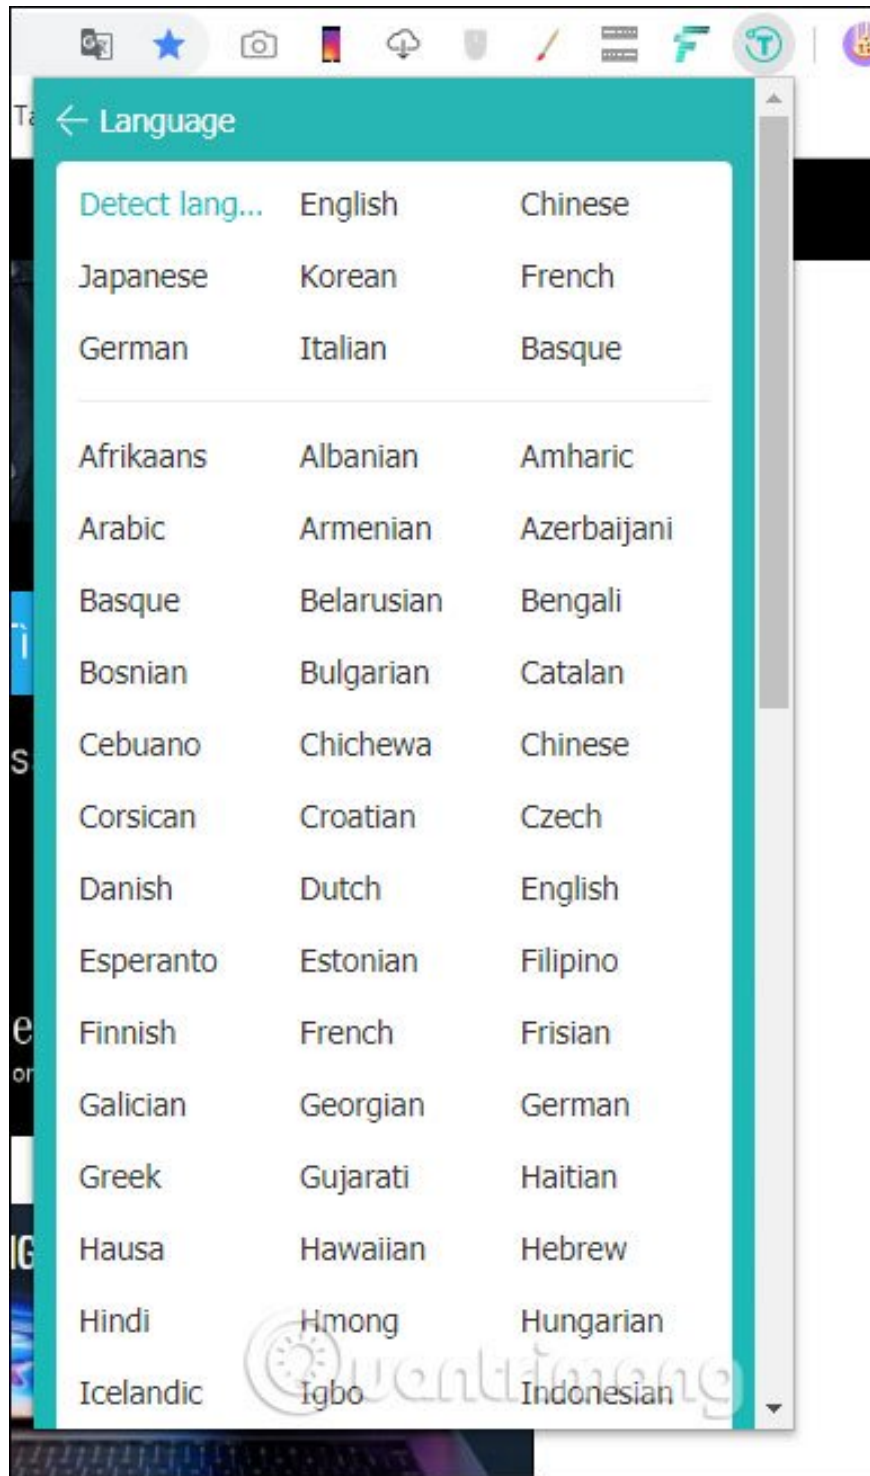 Language
Detect lang... English Chinese
Japanese Korean French
German Italian Basque
Afrikaans Albanian Amharic
Arabic Armenian Azerbaijani
Basque Belarusian Bengali
Bosnian Bulgarian Catalan
Cebuano Chichewa Chinese
Corsican Croatian Czech
Danish Dutch English
Esperanto Estonian Filipino
Finnish French Frisian
Galician Georgian German
Greek Gujarati Haitian
Hausa Hawaiian Hebrew
Hindi Hmong Hungarian
Icelandic Igbo Indonesian
Quantrimang